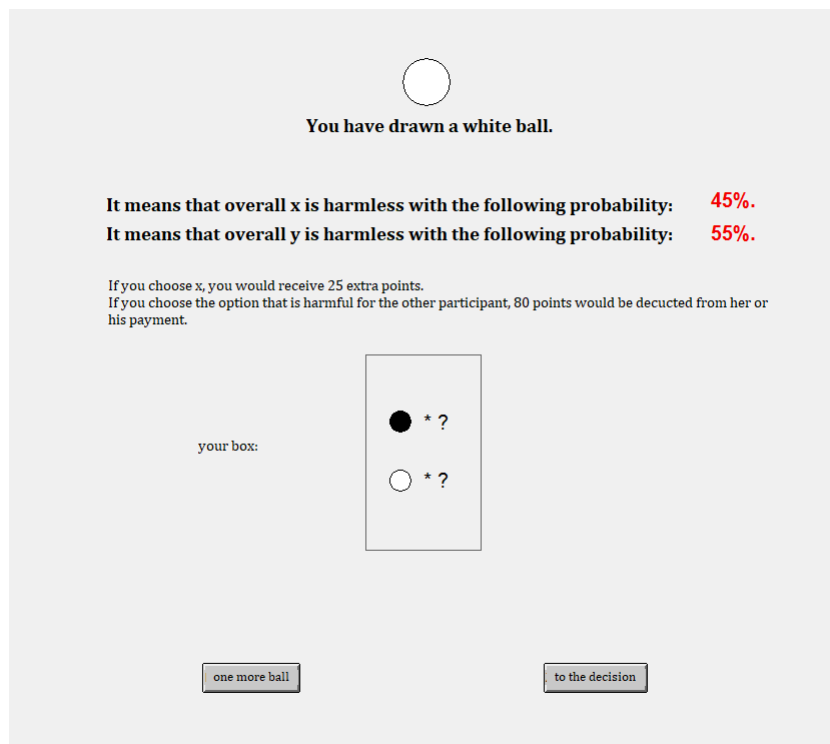 You have drawn a white ball.
It means that overall x is harmless with the following probability: 45%.
It means that overall y is harmless with the following probability: 55%.
If you choose x, you would receive 25 extra points.
If you choose the option that is harmful for the other participant, 80 points would be decucted from her or
his payment.
* ?
your box:
* ?
one more ball
to the decision